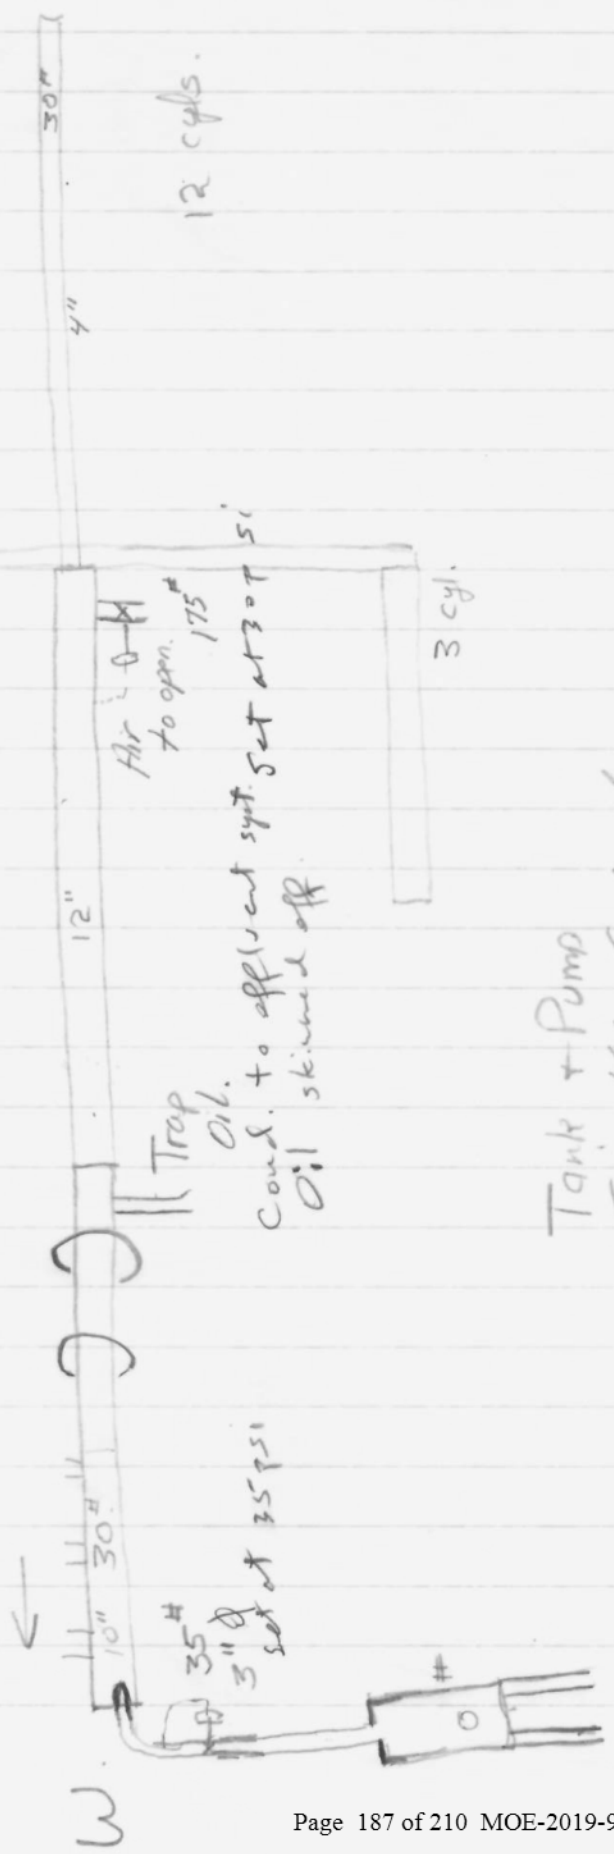 30#
12 cyls.
4"
Air
to open.
175#
12"
3 cyl.
Trap
Oil.
Cond. to
syst. set at 30 psi
Oil skimmed off
Tank + Pump
10" 30#
35#
3"
set at 35 psi
#
O
W
Page 187 of 210 MOE-2019-9